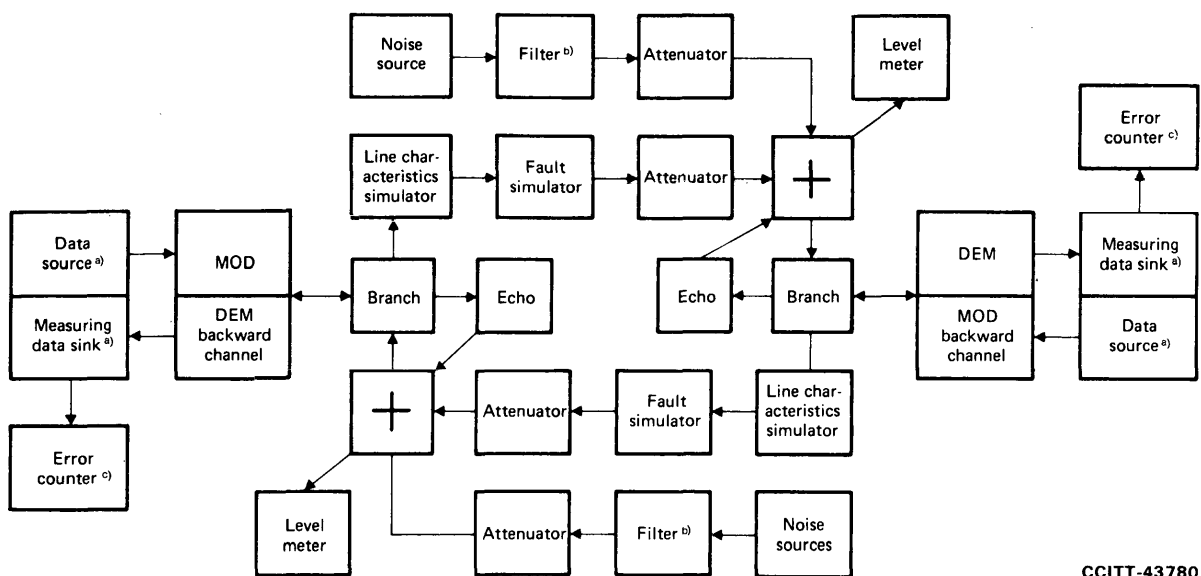 Noise
source
Filter b)
Attenuator
Level
meter
Error
counter c)
Line char-
acteristics
simulator
Fault
simulator
Attenuator
+
Data
source a)
MOD
Measuring
data sink a)
DEM
backward
channel
Branch
Echo
Echo
Branch
DEM
MOD
backward
channel
Measuring
data sink a)
Data
source a)
+
Attenuator
Fault
simulator
Line char-
acteristics
simulator
Error
counter c)
Level
meter
Attenuator
Filter b)
Noise
sources
CCITT-43780